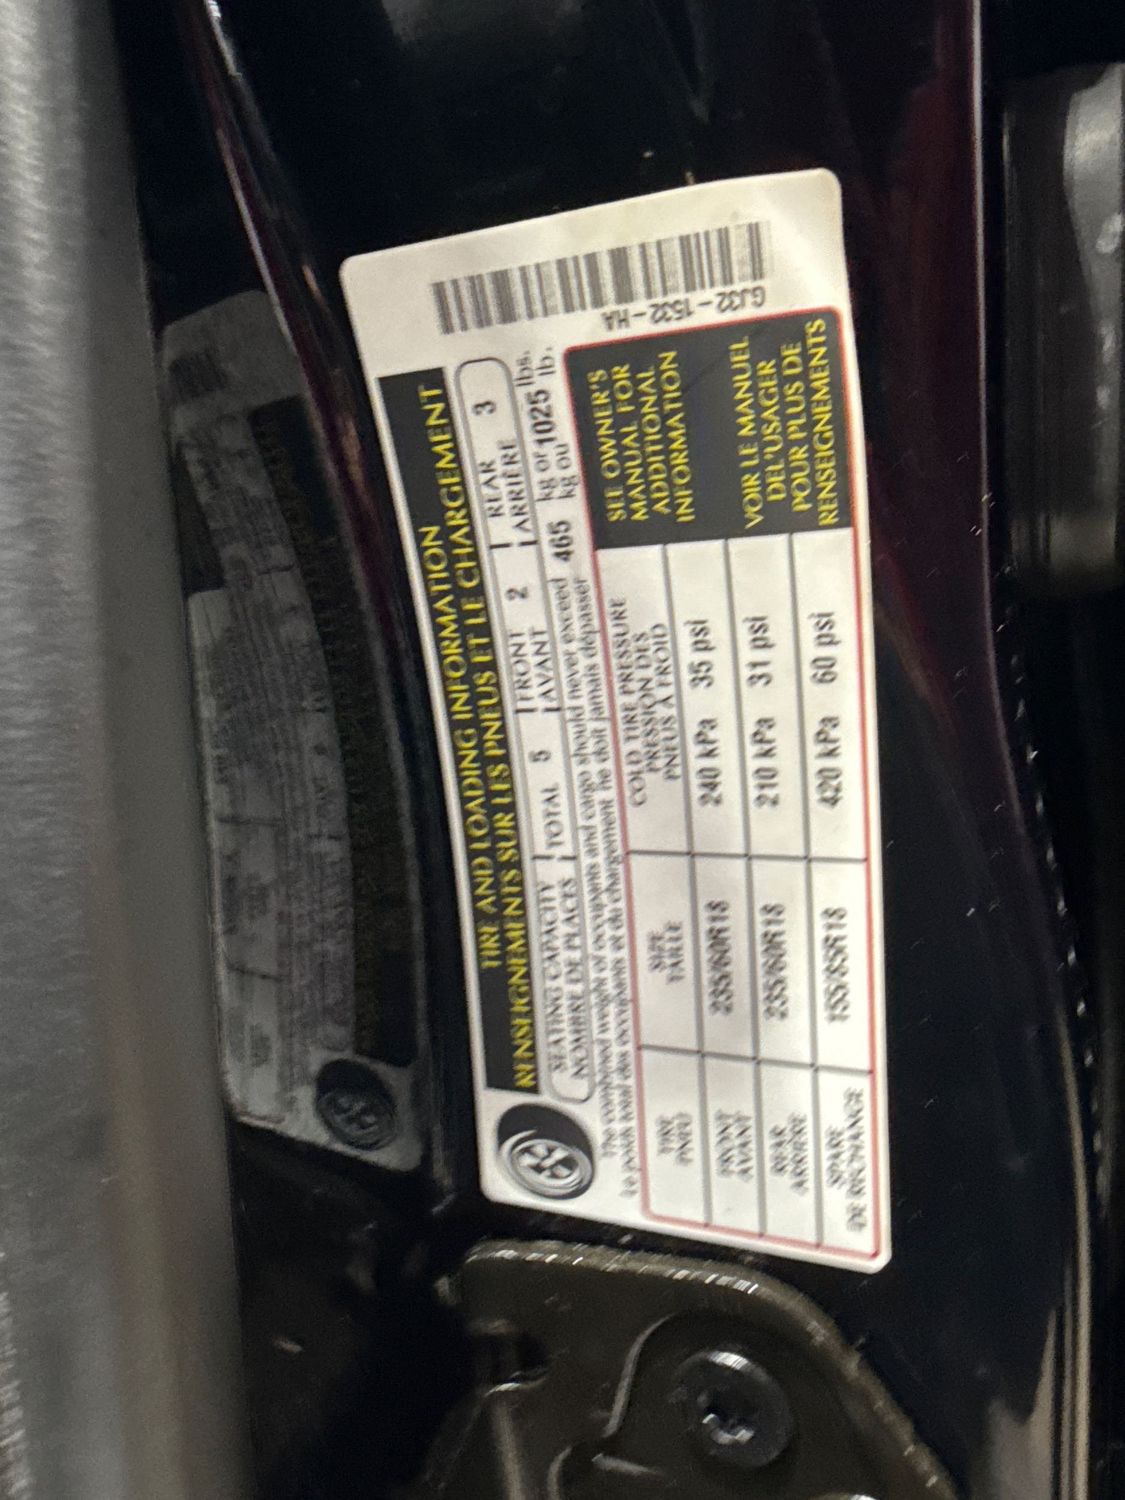 TIRE AND LOADING INFORMATION
RENSEIGNEMENTS SUR LES PNEUS ET LE CHARGEMENT
SEATING CAPACITY TOTAL 5 FRONT 2 REAR 3
NOMBRE DE PLACES AVANT ARRIÈRE
The combined weight of occupants and cargo should never exceed 465 kg or 1025 lbs.
Le poids total des occupants et du chargement ne doit jamais dépasser kg ou lb.
TIRE SIZE COLD TIRE PRESSURE
PNEU TAILLE PRESSION DES
PNEUS A FROID
FRONT 235/60R18 240 kPa 35 psi
AVANT
REAR 235/60R18 210 kPa 31 psi
ARRIERE
SPARE 155/85R18 420 kPa 60 psi
DE RECHANGE
SEE OWNER'S
MANUAL FOR
ADDITIONAL
INFORMATION
VOIR LE MANUEL
DE L'USAGER
POUR PLUS DE
RENSEIGNEMENTS
GJ32-1532-HA